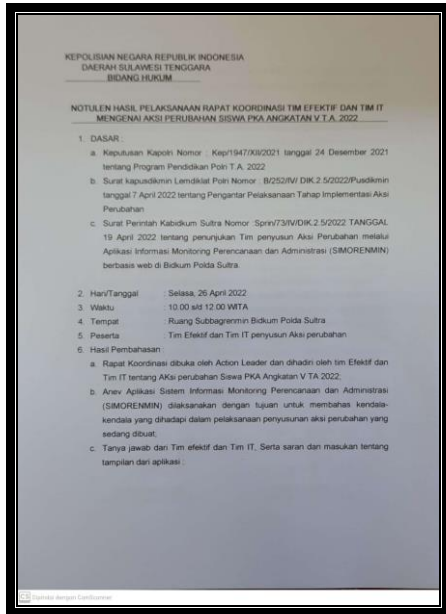 KEPOLISIAN NEGARA REPUBLIK INDONESIA
DAERAH SULAWESI TENGGARA
BIDANG HUKUM
NOTULEN HASIL PELAKSANAAN RAPAT KOORDINASI TIM EFEKTIF DAN TIM IT
MENGENAI AKSI PERUBAHAN SISWA PKA ANGKATAN V T.A. 2022
1. DASAR :
a. Keputusan Kapolri Nomor : Kep/1947/XII/2021 tanggal 24 Desember 2021
tentang Program Pendidikan Polri T.A. 2022
b. Surat kapusdikmin Lemdiklat Polri Nomor : B/252/IV/ DIK.2.5/2022/Pusdikmin
tanggal 7 April 2022 tentang Pengantar Pelaksanaan Tahap Implementasi Aksi
Perubahan
c. Surat Perintah Kabidkum Sultra Nomor :Sprin/73/IV/DIK.2.5/2022 TANGGAL
19 April 2022 tentang penunjukan Tim penyusun Aksi Perubahan melalui
Aplikasi Informasi Monitoring Perencanaan dan Administrasi (SIMORENMIN)
berbasis web di Bidkum Polda Sultra.
2. Hari/Tanggal : Selasa, 26 April 2022
3. Waktu : 10.00 s/d 12.00 WITA
4. Tempat : Ruang Subbagrenmin Bidkum Polda Sultra
5. Peserta : Tim Efektif dan Tim IT penyusun Aksi perubahan
6. Hasil Pembahasan :
a. Rapat Koordinasi dibuka oleh Action Leader dan dihadiri oleh tim Efektif dan
Tim IT tentang AKsi perubahan Siswa PKA Angkatan V TA 2022;
b. Anev Aplikasi Sistem Informasi Monitoring Perencanaan dan Administrasi
(SIMORENMIN) dilaksanakan dengan tujuan untuk membahas kendala-
kendala yang dihadapi dalam pelaksanaan penyusunan aksi perubahan yang
sedang dibuat;
c. Tanya jawab dari Tim efektif dan Tim IT, Serta saran dan masukan tentang
tampilan dari aplikasi :
CS Dipindai dengan CamScanner